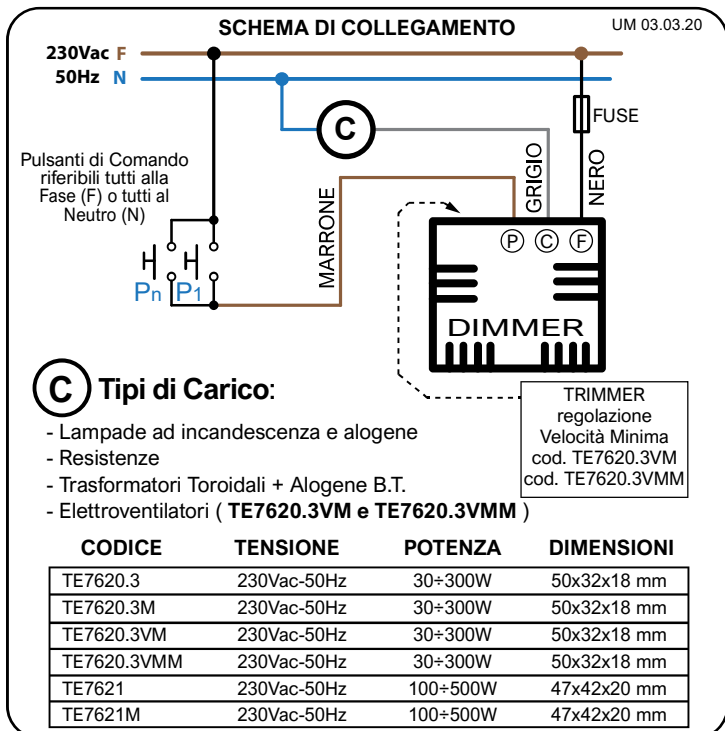 SCHEMA DI COLLEGAMENTO
UM 03.03.20
230Vac F
50Hz N
C
FUSE
Pulsanti di Comando
riferibili tutti alla
Fase (F) o tutti al
Neutro (N)
MARRONE
GRIGIO
NERO
P C F
Pn P1
DIMMER
C Tipi di Carico:
TRIMMER
regolazione
Velocità Minima
cod. TE7620.3VM
cod. TE7620.3VMM
- Lampade ad incandescenza e alogene
- Resistenze
- Trasformatori Toroidali + Alogene B.T.
- Elettroventilatori ( TE7620.3VM e TE7620.3VMM )
CODICE TENSIONE POTENZA DIMENSIONI
TE7620.3 230Vac-50Hz 30÷300W 50x32x18 mm
TE7620.3M 230Vac-50Hz 30÷300W 50x32x18 mm
TE7620.3VM 230Vac-50Hz 30÷300W 50x32x18 mm
TE7620.3VMM 230Vac-50Hz 30÷300W 50x32x18 mm
TE7621 230Vac-50Hz 100÷500W 47x42x20 mm
TE7621M 230Vac-50Hz 100÷500W 47x42x20 mm